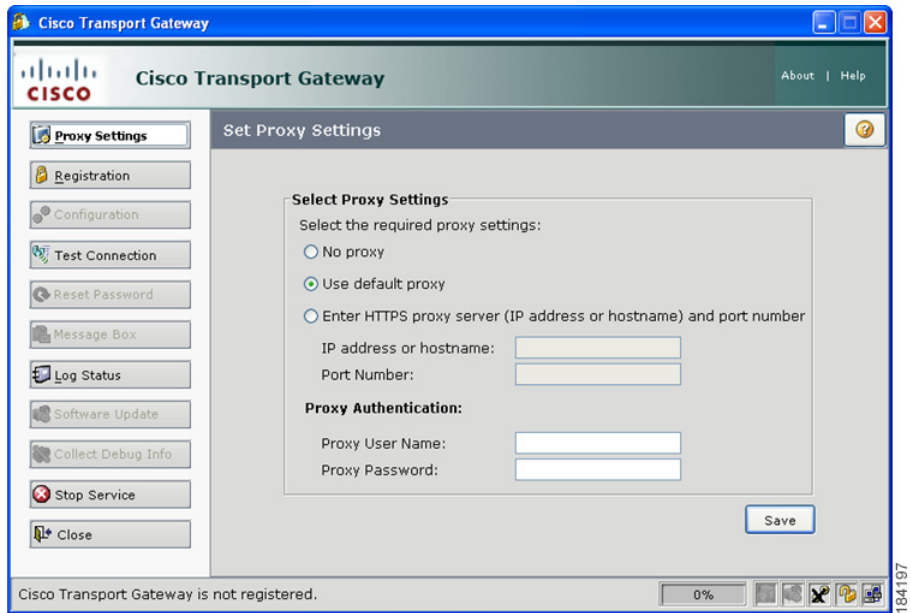 Cisco Transport Gateway
CISCO
Cisco Transport Gateway
About | Help
Proxy Settings
Registration
Configuration
Test Connection
Reset Password
Message Box
Log Status
Software Update
Collect Debug Info
Stop Service
Close
Set Proxy Settings
Select Proxy Settings
Select the required proxy settings:
No proxy
Use default proxy
Enter HTTPS proxy server (IP address or hostname) and port number
IP address or hostname:
Port Number:
Proxy Authentication:
Proxy User Name:
Proxy Password:
Save
Cisco Transport Gateway is not registered.
0%
184197